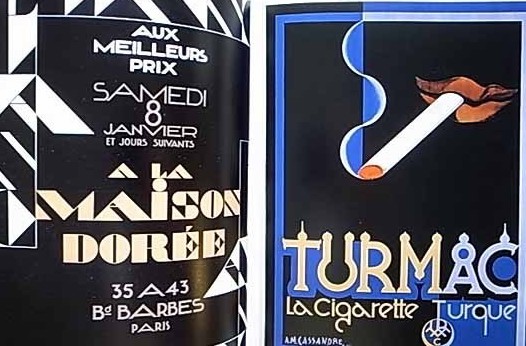 AUX
MEILLEURS
PRIX
SAMEDI
8
JANVIER
ET JOURS SUIVANTS
A LA
MAISON
DORÉE
35 A 43
Bd BARBES
PARIS
TURMAC
La Cigarette Turque
A.M.CASSANDRE.